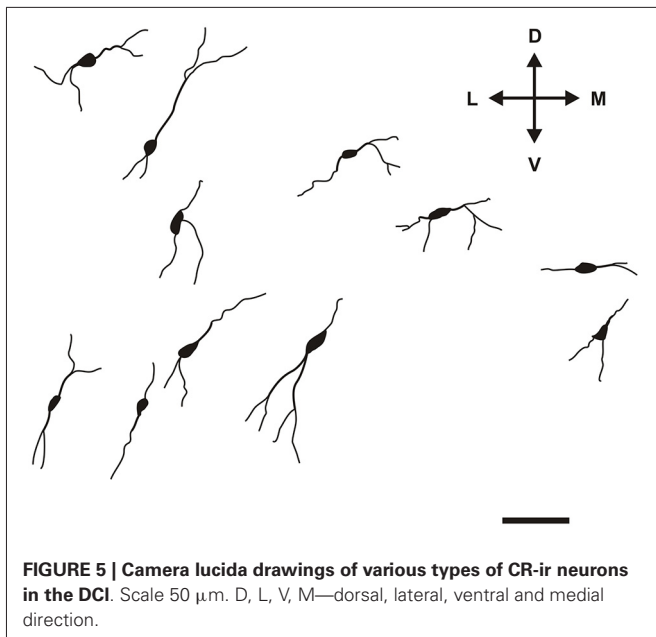 D
L M
V
FIGURE 5 | Camera lucida drawings of various types of CR-ir neurons
in the DCI. Scale 50 μm. D, L, V, M—dorsal, lateral, ventral and medial
direction.